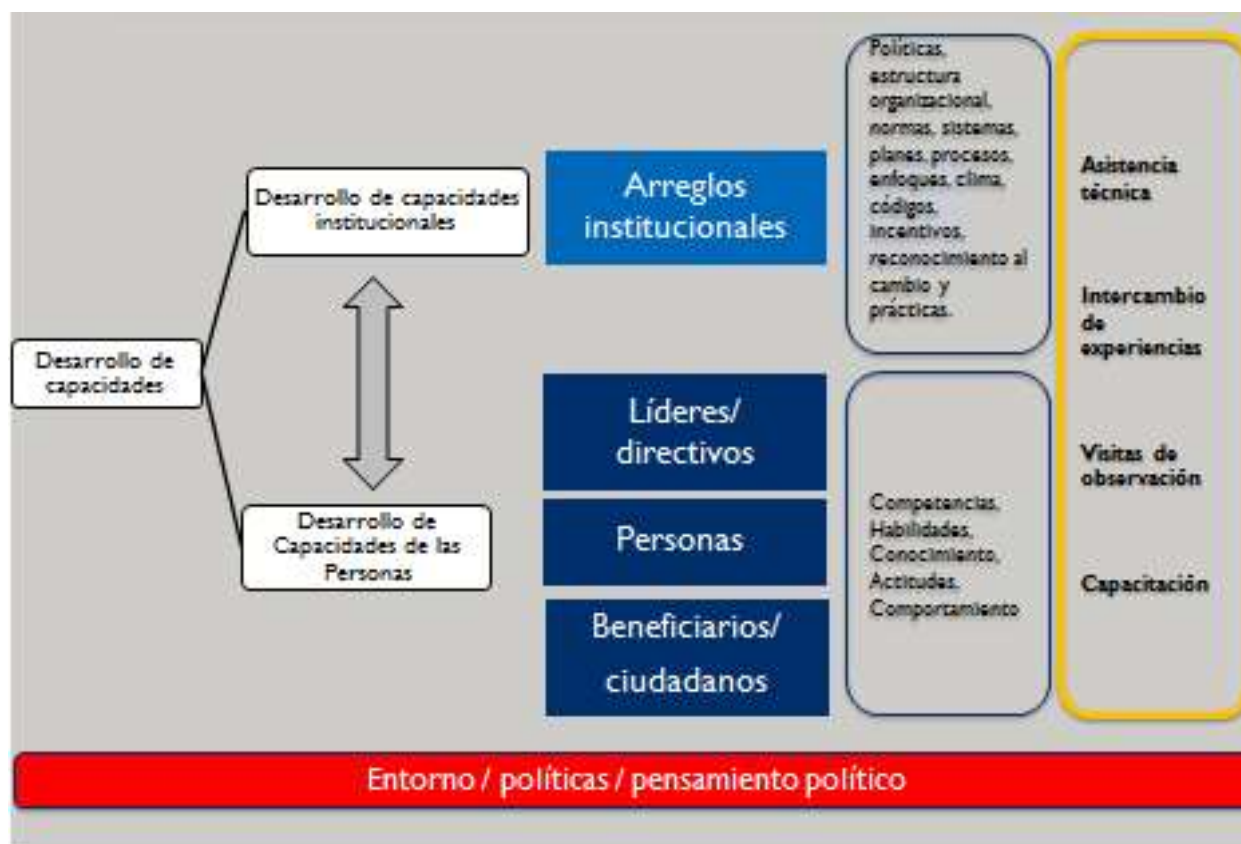 Desarrollo de
capacidades
Desarrollo de capacidades
institucionales
Desarrollo de
Capacidades de las
Personas
Arreglos
institucionales
Líderes/
directivos
Personas
Beneficiarios/
ciudadanos
Políticas,
estructura
organizacional,
normas, sistemas,
planes, procesos,
enfoques, clima,
códigos,
incentivos,
reconocimiento al
cambio y
prácticas.
Competencias,
Habilidades,
Conocimiento,
Actitudes,
Comportamiento
Asistencia
técnica
Intercambio
de
experiencias
Visitas de
observación
Capacitación
Entorno / políticas / pensamiento político